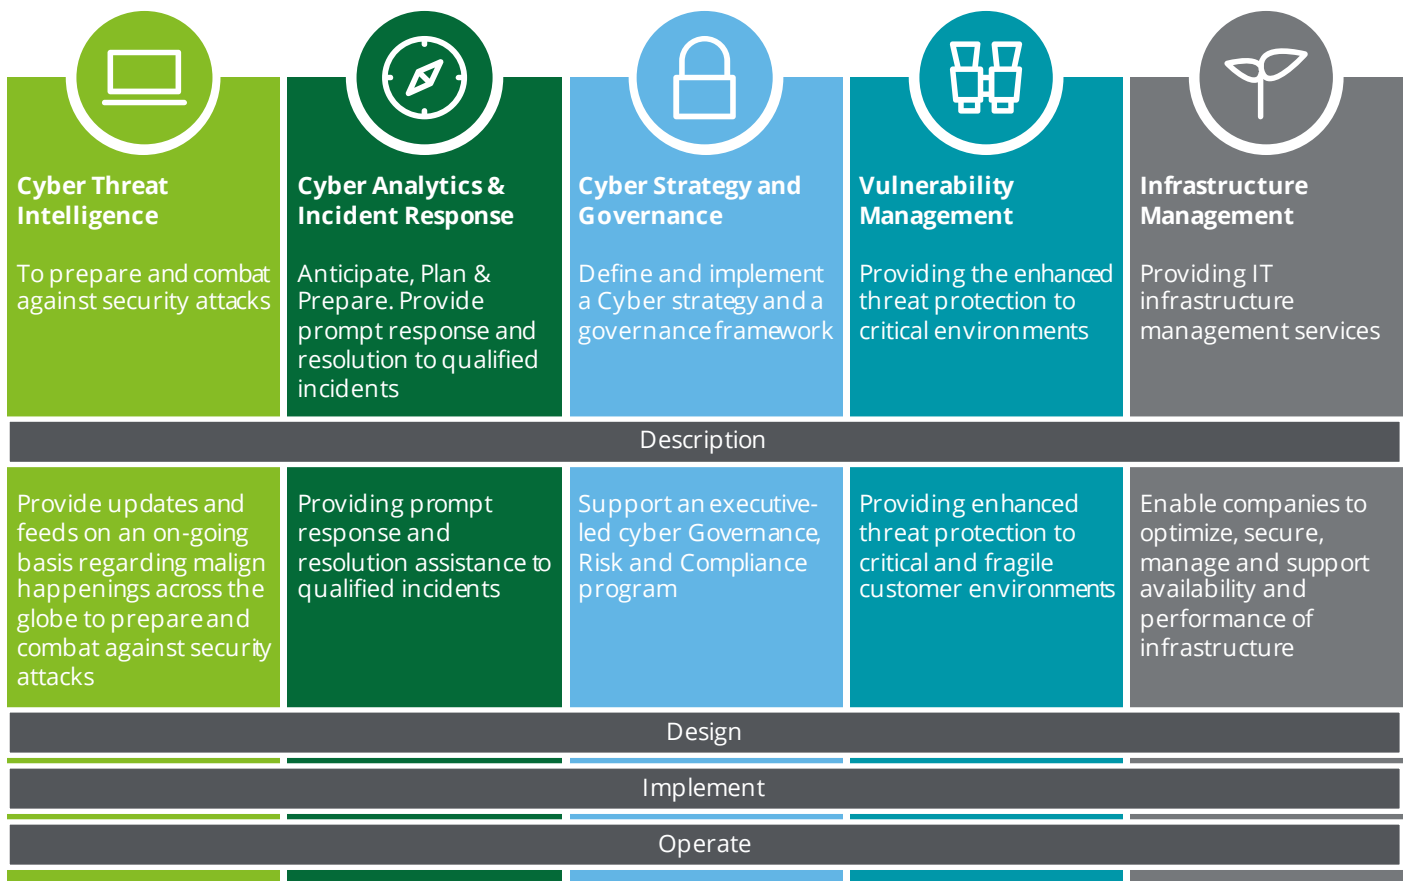 Cyber Threat
Intelligence
To prepare and combat
against security attacks
Cyber Analytics &
Incident Response
Anticipate, Plan &
Prepare. Provide
prompt response and
resolution to qualified
incidents
Cyber Strategy and
Governance
Define and implement
a Cyber strategy and a
governance framework
Vulnerability
Management
Providing the enhanced
threat protection to
critical environments
Infrastructure
Management
Providing IT
infrastructure
management services
Description
Provide updates and
feeds on an on-going
basis regarding malign
happenings across the
globe to prepare and
combat against security
attacks
Providing prompt
response and
resolution assistance to
qualified incidents
Support an executive-
led cyber Governance,
Risk and Compliance
program
Providing enhanced
threat protection to
critical and fragile
customer environments
Enable companies to
optimize, secure,
manage and support
availability and
performance of
infrastructure
Design
Implement
Operate